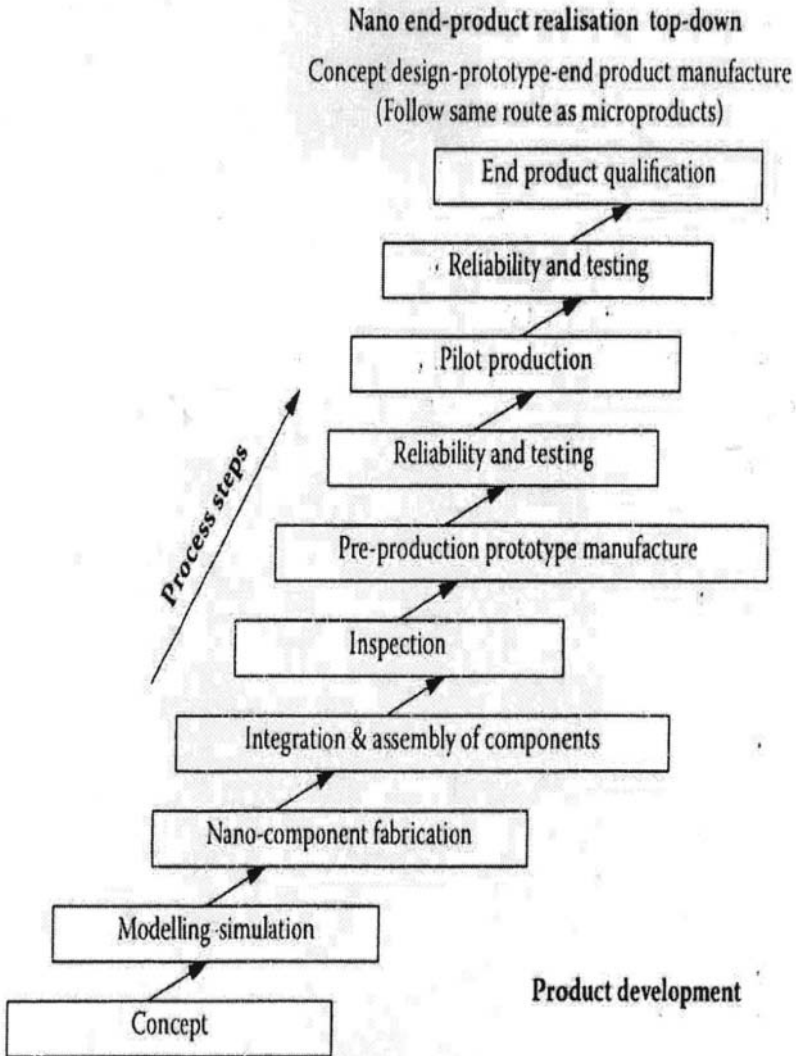 Nano end-product realisation top-down
Concept design-prototype-end product manufacture
(Follow same route as microproducts)
End product qualification
Reliability and testing
Pilot production
Reliability and testing
Process steps
Pre-production prototype manufacture
Inspection
Integration & assembly of components
Nano-component fabrication
Modelling simulation
Product development
Concept